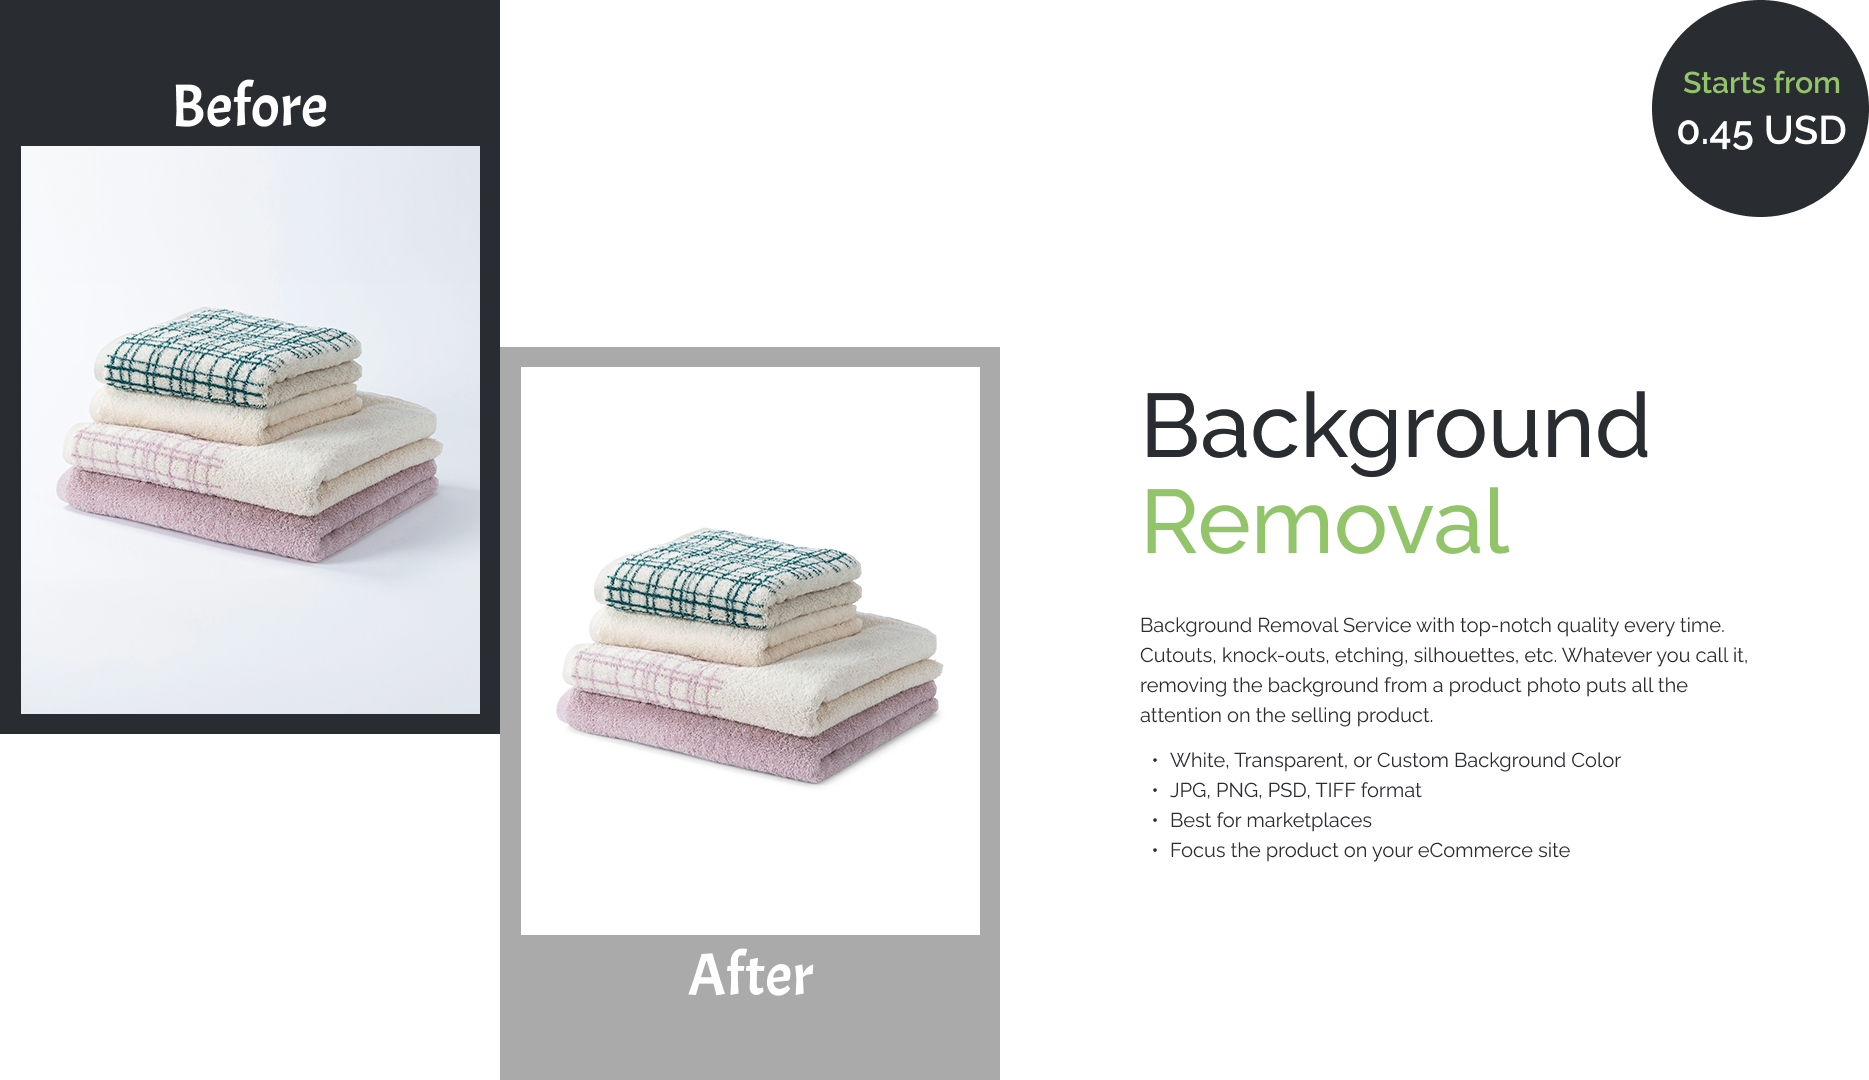 Before
After
Starts from
0.45 USD
Background
Removal
Background Removal Service with top-notch quality every time.
Cutouts, knock-outs, etching, silhouettes, etc. Whatever you call it,
removing the background from a product photo puts all the
attention on the selling product.
• White, Transparent, or Custom Background Color
• JPG, PNG, PSD, TIFF format
• Best for marketplaces
• Focus the product on your eCommerce site